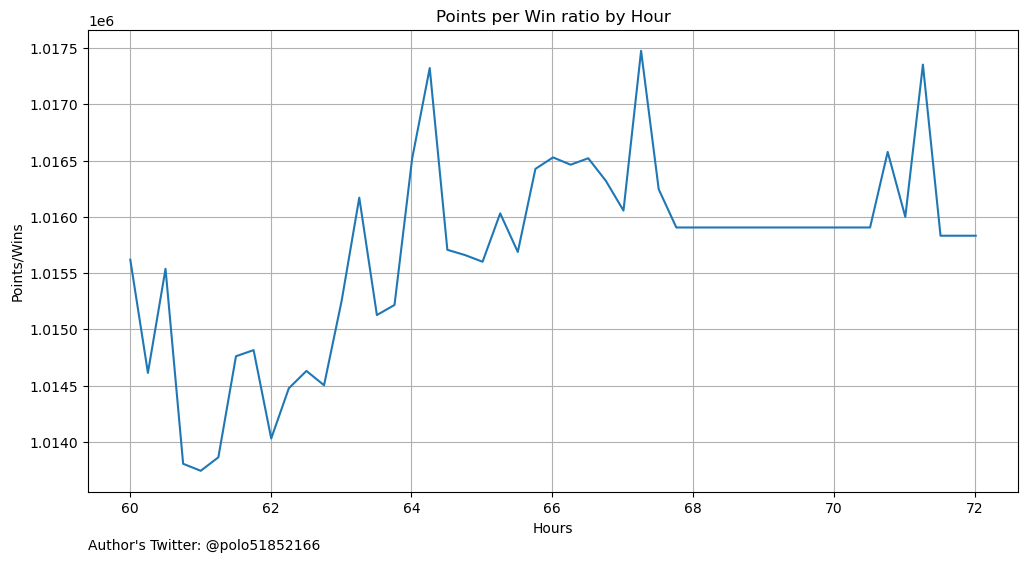 Points per Win ratio by Hour
1e6
1.0175
1.0170
1.0165
1.0160
1.0155
1.0150
1.0145
1.0140
Points/Wins
60 62 64 66 68 70 72
Hours
Author's Twitter: @polo51852166